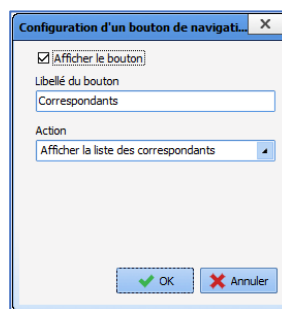 Configuration d'un bouton de navigati...
Afficher le bouton
Libellé du bouton
Correspondants
Action
Afficher la liste des correspondants
OK
Annuler